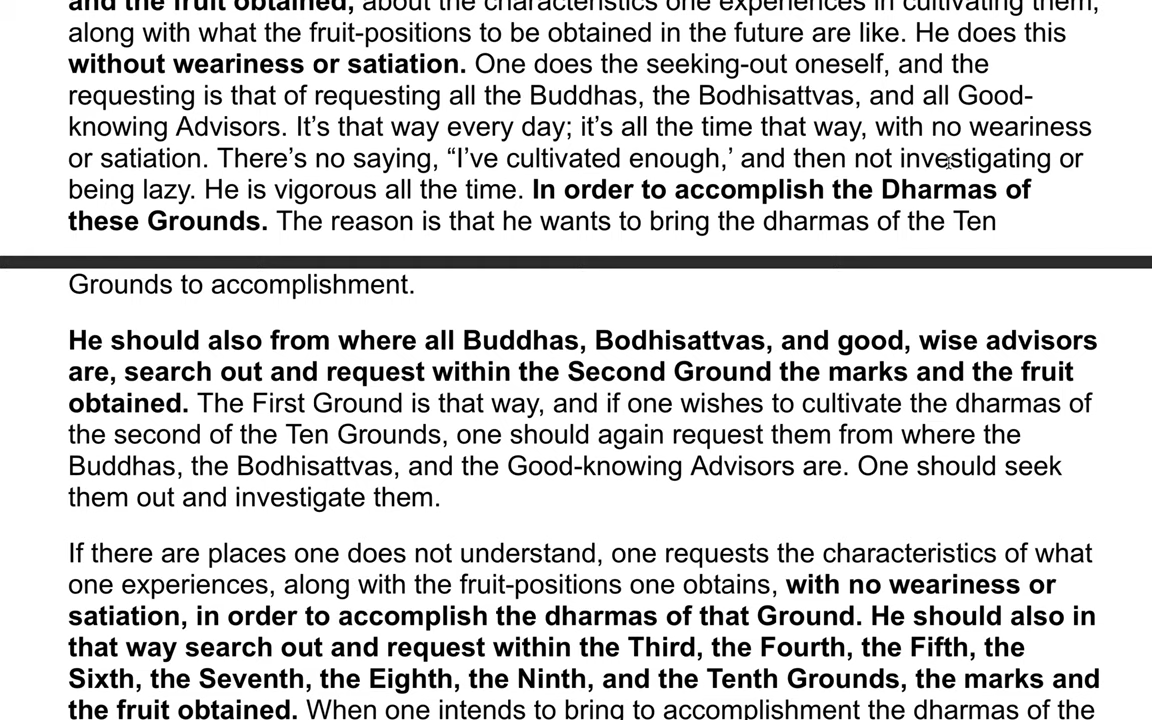 and the fruit obtained, about the characteristics one experiences in cultivating them,
along with what the fruit-positions to be obtained in the future are like. He does this
without weariness or satiation. One does the seeking-out oneself, and the
requesting is that of requesting all the Buddhas, the Bodhisattvas, and all Good-
knowing Advisors. It’s that way every day; it’s all the time that way, with no weariness
or satiation. There’s no saying, “I’ve cultivated enough,’ and then not investigating or
being lazy. He is vigorous all the time. In order to accomplish the Dharmas of
these Grounds. The reason is that he wants to bring the dharmas of the Ten
Grounds to accomplishment.
He should also from where all Buddhas, Bodhisattvas, and good, wise advisors
are, search out and request within the Second Ground the marks and the fruit
obtained. The First Ground is that way, and if one wishes to cultivate the dharmas of
the second of the Ten Grounds, one should again request them from where the
Buddhas, the Bodhisattvas, and the Good-knowing Advisors are. One should seek
them out and investigate them.
If there are places one does not understand, one requests the characteristics of what
one experiences, along with the fruit-positions one obtains, with no weariness or
satiation, in order to accomplish the dharmas of that Ground. He should also in
that way search out and request within the Third, the Fourth, the Fifth, the
Sixth, the Seventh, the Eighth, the Ninth, and the Tenth Grounds, the marks and
the fruit obtained. When one intends to bring to accomplishment the dharmas of the